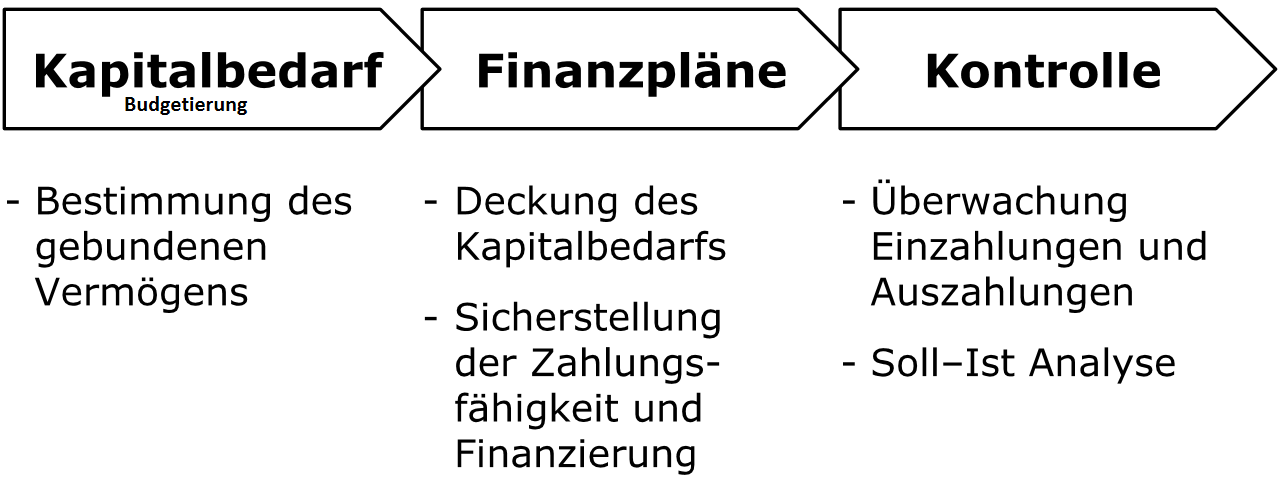 Kapitalbedarf
Budgetierung
- Bestimmung des
gebundenen
Vermögens
Finanzpläne
- Deckung des
Kapitalbedarfs
- Sicherstellung
der Zahlungs-
fähigkeit und
Finanzierung
Kontrolle
- Überwachung
Einzahlungen und
Auszahlungen
- Soll–Ist Analyse